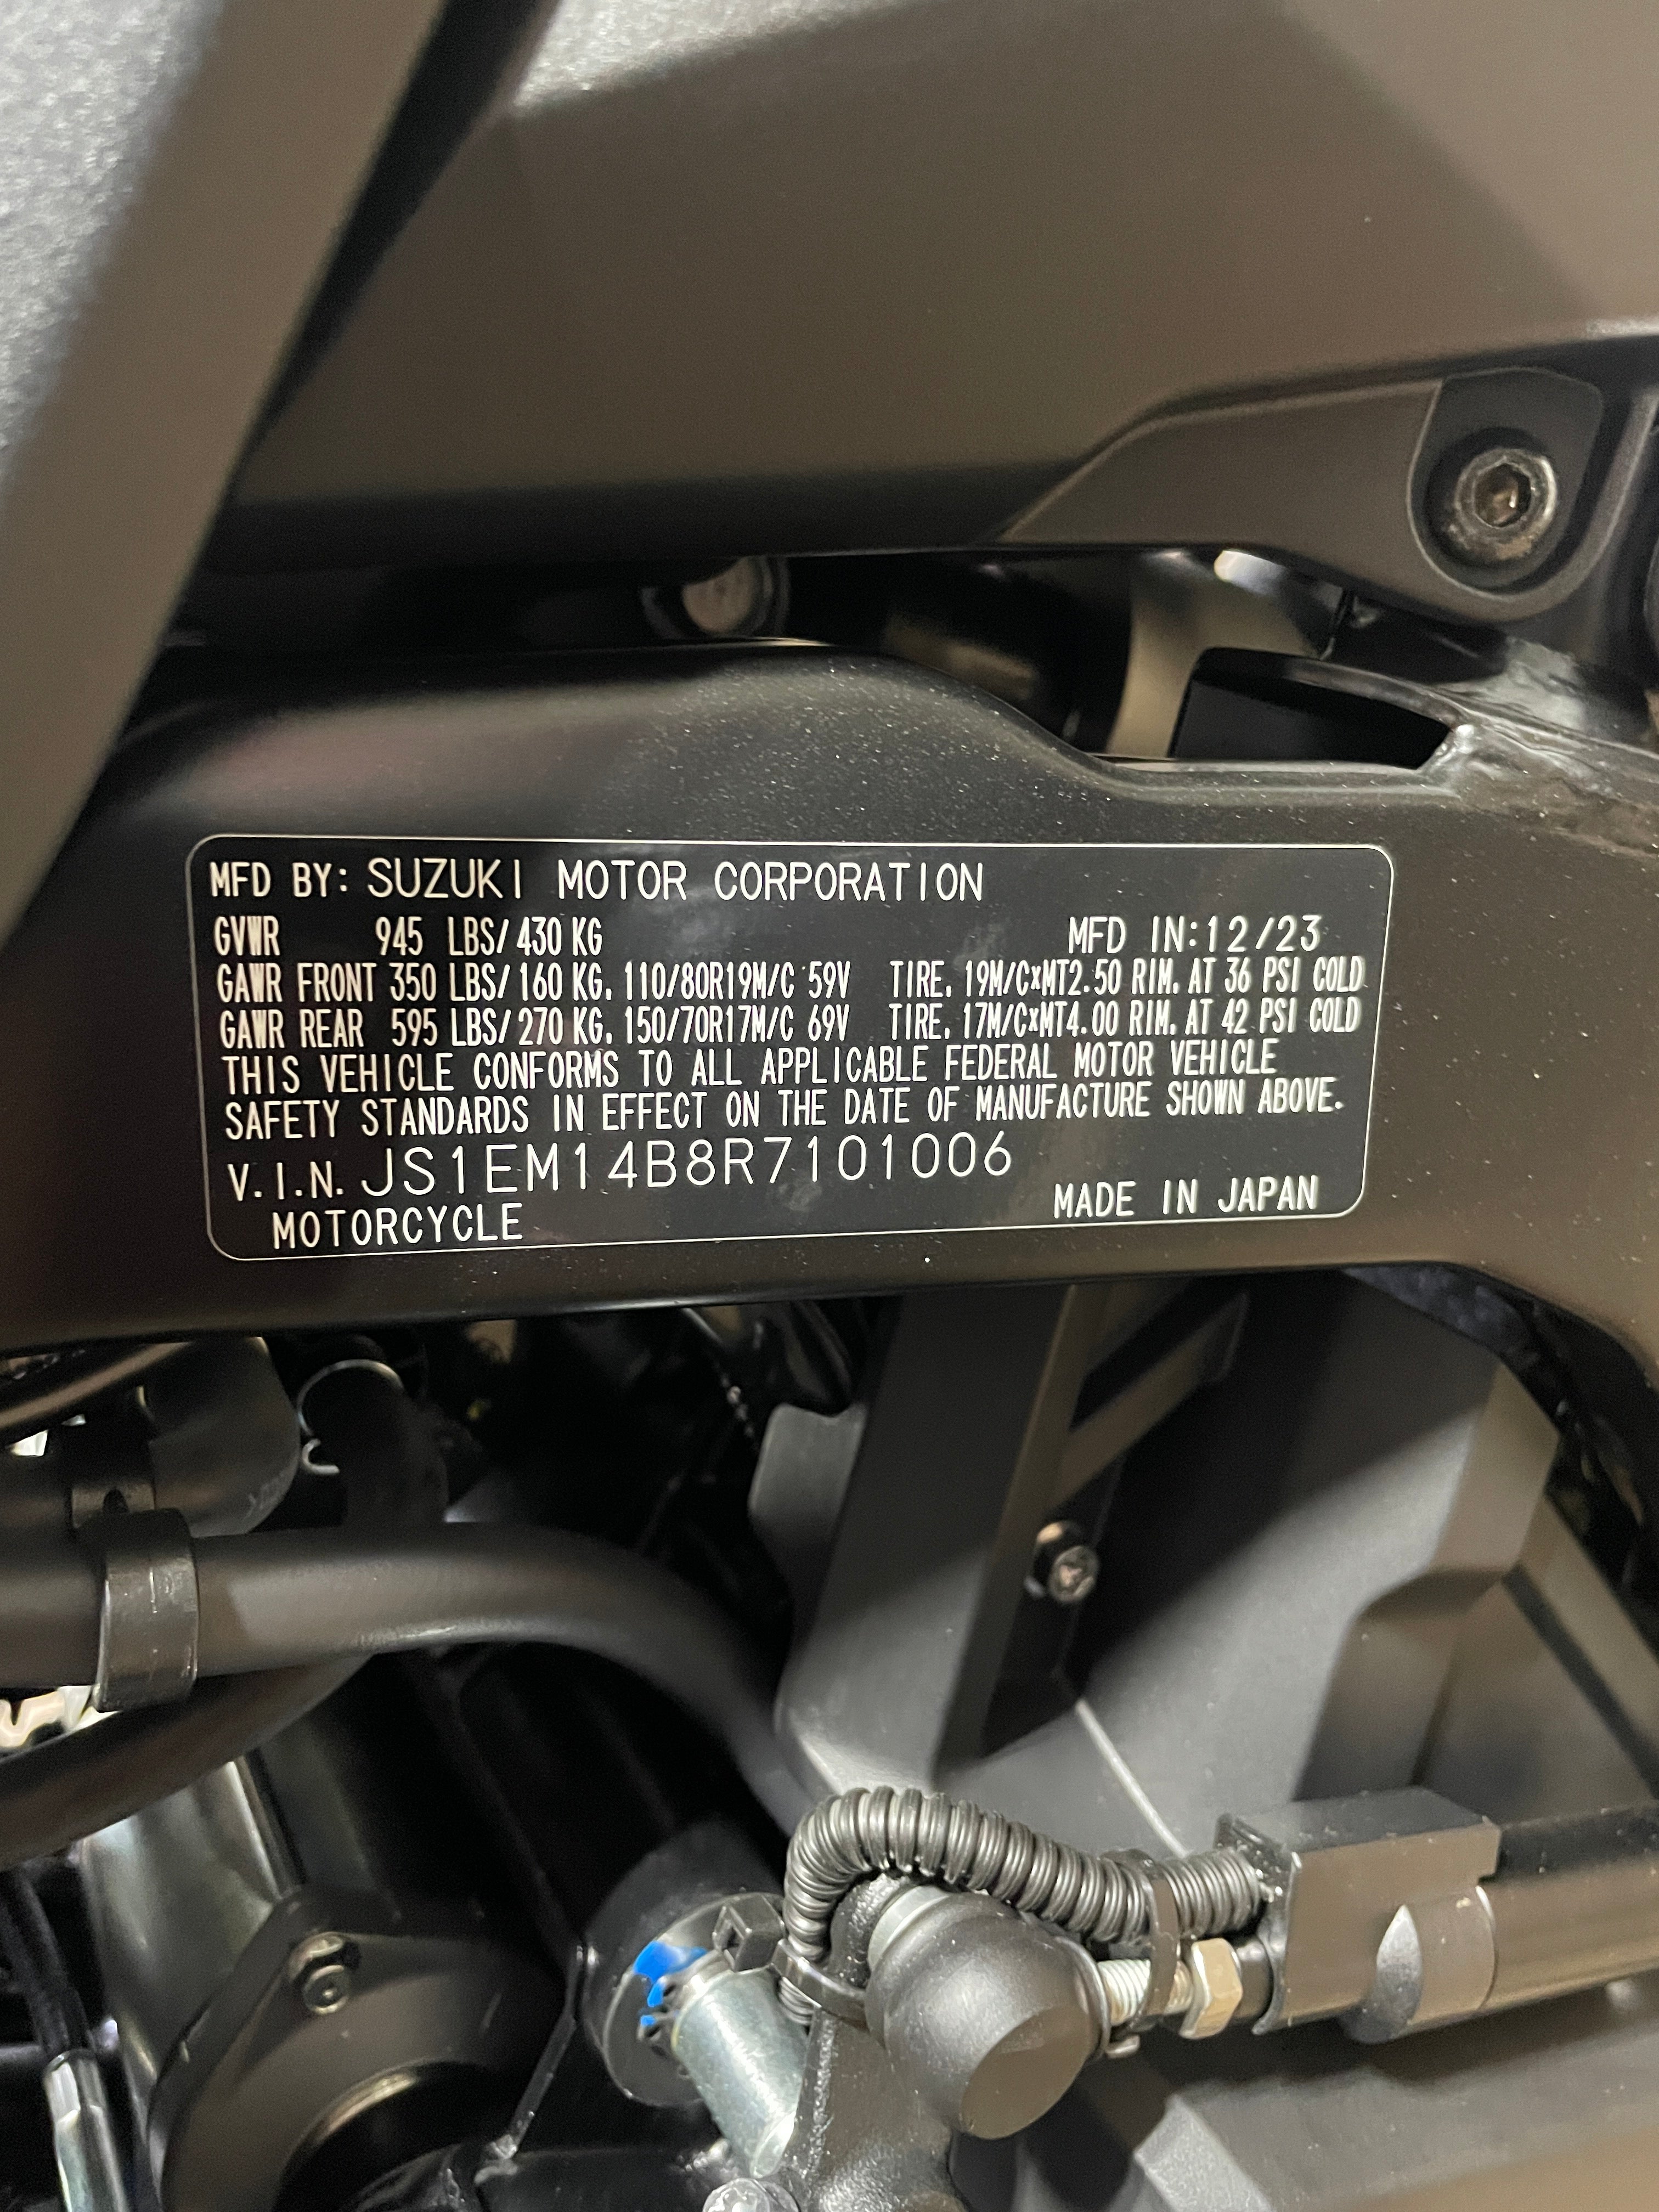 MFD BY: SUZUKI MOTOR CORPORATION
GVWR 945 LBS/430 KG MFD IN:12/23
GAWR FRONT 350 LBS/160 KG. 110/80R19M/C 59V TIRE. 19M/CxMT2.50 RIM. AT 36 PSI COLD
GAWR REAR 595 LBS/270 KG. 150/70R17M/C 69V TIRE. 17M/CxMT4.00 RIM. AT 42 PSI COLD
THIS VEHICLE CONFORMS TO ALL APPLICABLE FEDERAL MOTOR VEHICLE
SAFETY STANDARDS IN EFFECT ON THE DATE OF MANUFACTURE SHOWN ABOVE.
V.I.N. JS1EM14B8R7101006
MOTORCYCLE MADE IN JAPAN